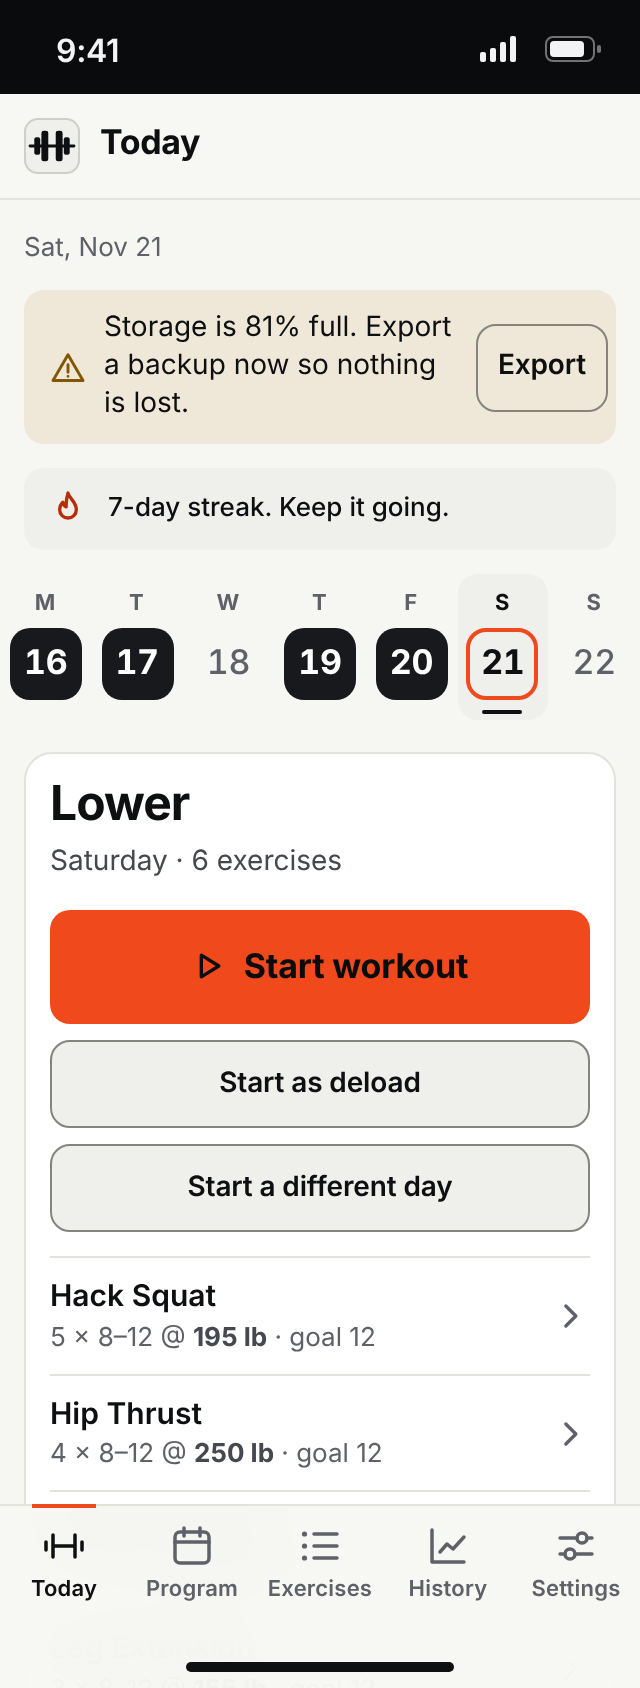 9:41
Today
Sat, Nov 21
Storage is 81% full. Export
a backup now so nothing
is lost.
Export
7-day streak. Keep it going.
M T W T F S S
16 17 18 19 20 21 22
Lower
Saturday · 6 exercises
Start workout
Start as deload
Start a different day
Hack Squat
5 × 8–12 @ 195 lb · goal 12
Hip Thrust
4 × 8–12 @ 250 lb · goal 12
Today Program Exercises History Settings